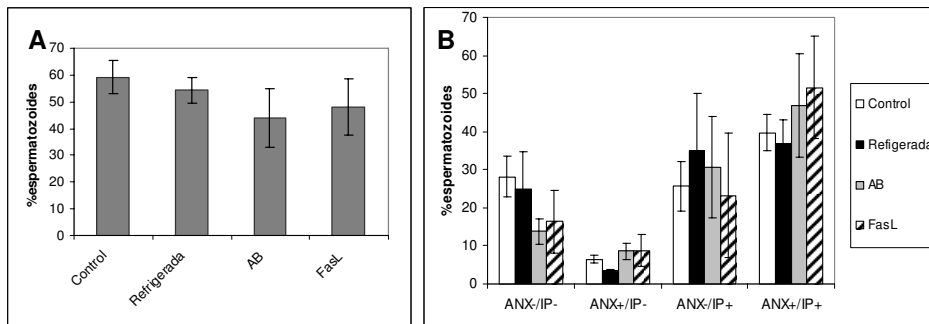 A
%espermatozoides
70
60
50
40
30
20
10
0
Control
Refrigerada
AB
FasL
B
%espermatozoides
70
60
50
40
30
20
10
0
ANX-/IP-
ANX+/IP-
ANX-/IP+
ANX+/IP+
Control
Refigerada
AB
FasL